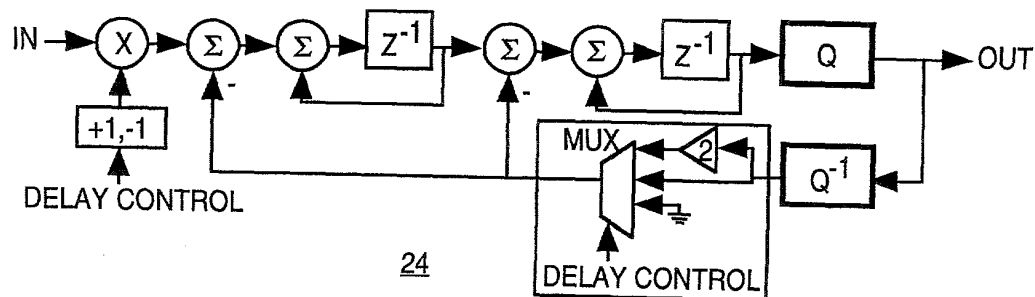 IN X Σ Σ Z⁻¹ Σ Σ Z⁻¹ Q OUT
- -
+1,-1 MUX 2 Q⁻¹
DELAY CONTROL
24 DELAY CONTROL